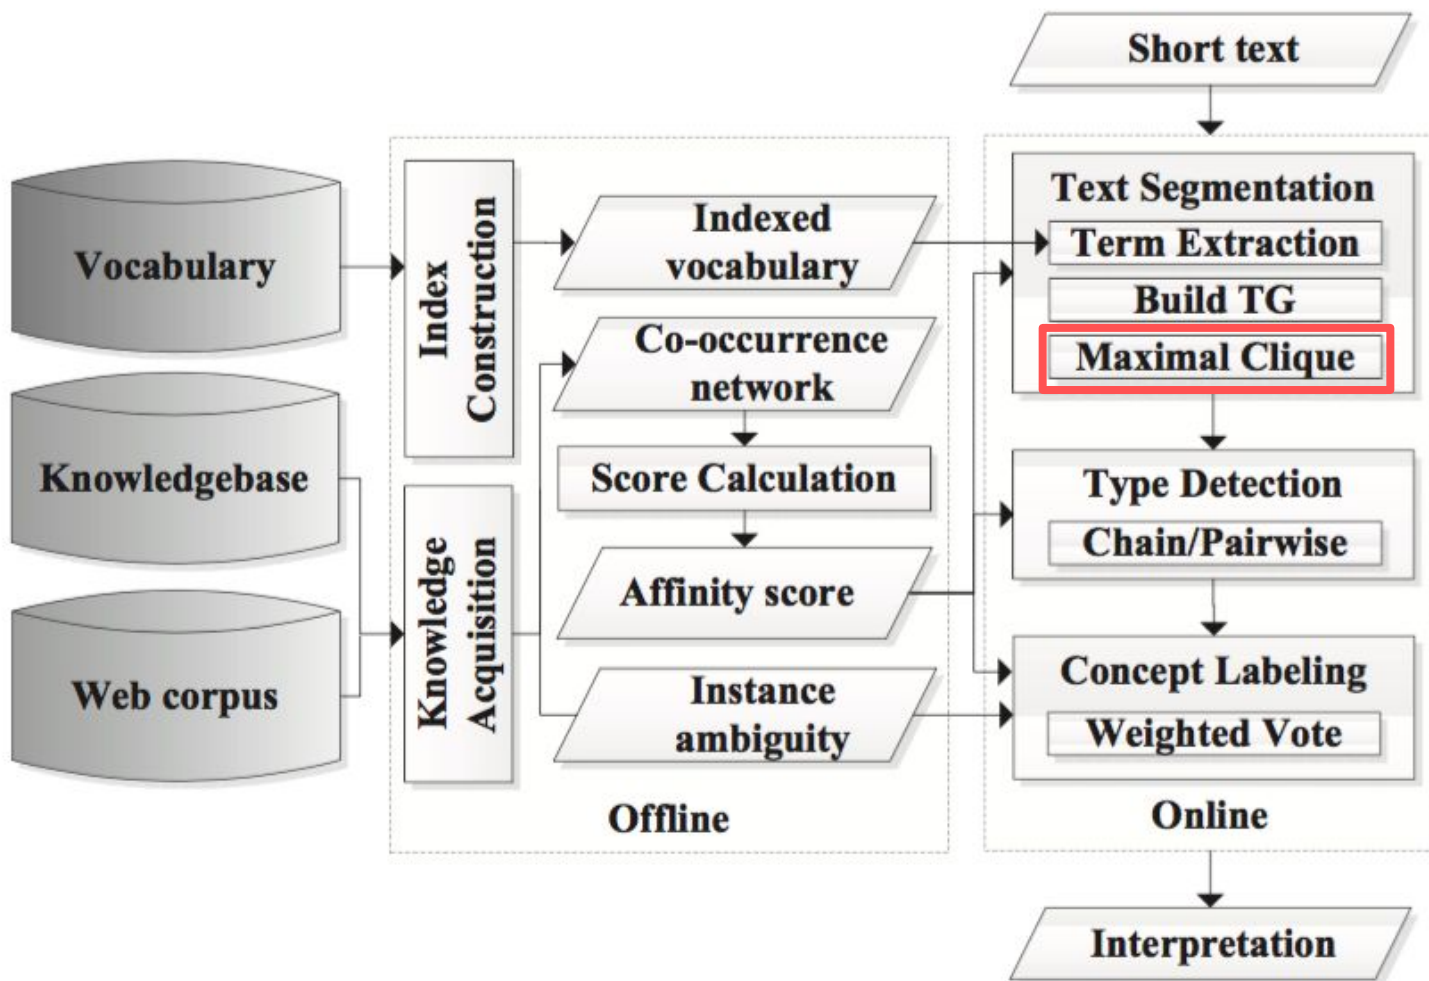 Short text
Vocabulary
Knowledgebase
Web corpus
Index
Construction
Knowledge
Acquisition
Indexed
vocabulary
Co-occurrence
network
Score Calculation
Affinity score
Instance
ambiguity
Offline
Text Segmentation
Term Extraction
Build TG
Maximal Clique
Type Detection
Chain/Pairwise
Concept Labeling
Weighted Vote
Online
Interpretation